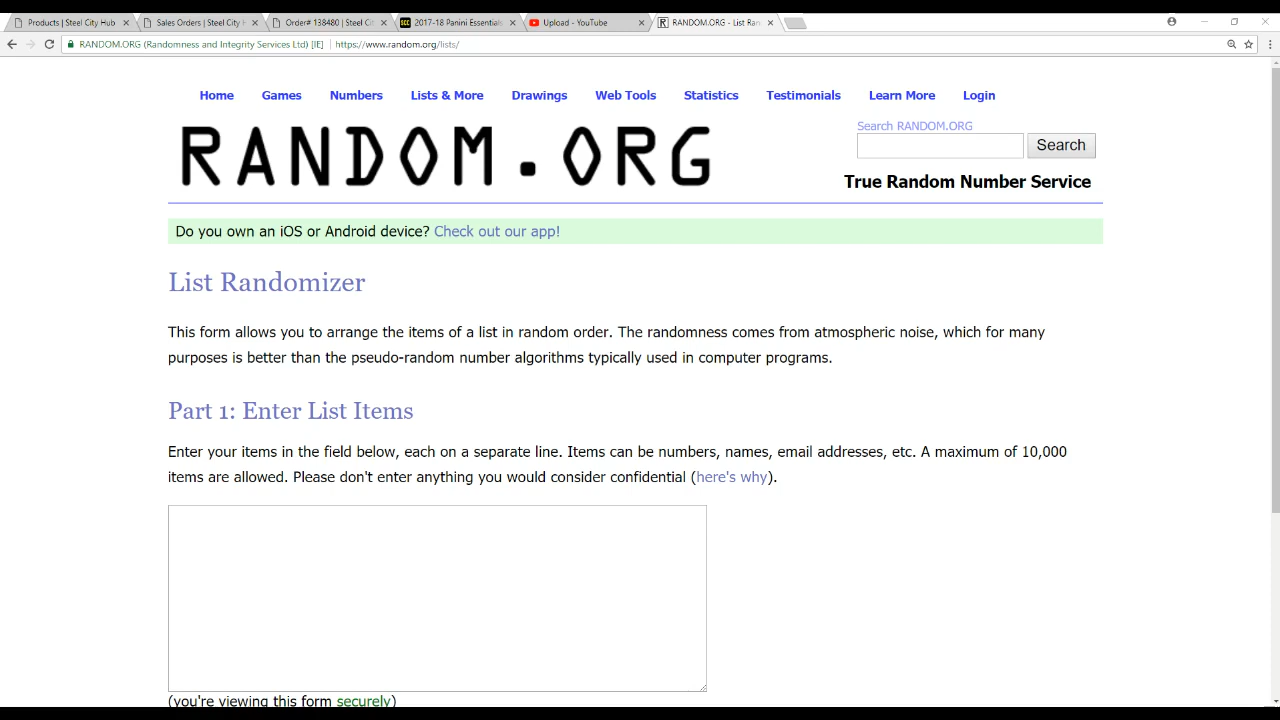 Products | Steel City Hub
Sales Orders | Steel City H
Order# 138480 | Steel Cit
SCC
2017-18 Panini Essentials
Upload - YouTube
RANDOM.ORG - List Ran
RANDOM.ORG (Randomness and Integrity Services Ltd) [IE] https://www.random.org/lists/
Home Games Numbers Lists & More Drawings Web Tools Statistics Testimonials Learn More Login
RANDOM.ORG
Search RANDOM.ORG
Search
True Random Number Service
Do you own an iOS or Android device? Check out our app!
List Randomizer
This form allows you to arrange the items of a list in random order. The randomness comes from atmospheric noise, which for many
purposes is better than the pseudo-random number algorithms typically used in computer programs.
Part 1: Enter List Items
Enter your items in the field below, each on a separate line. Items can be numbers, names, email addresses, etc. A maximum of 10,000
items are allowed. Please don't enter anything you would consider confidential (here's why).
(you're viewing this form securely)